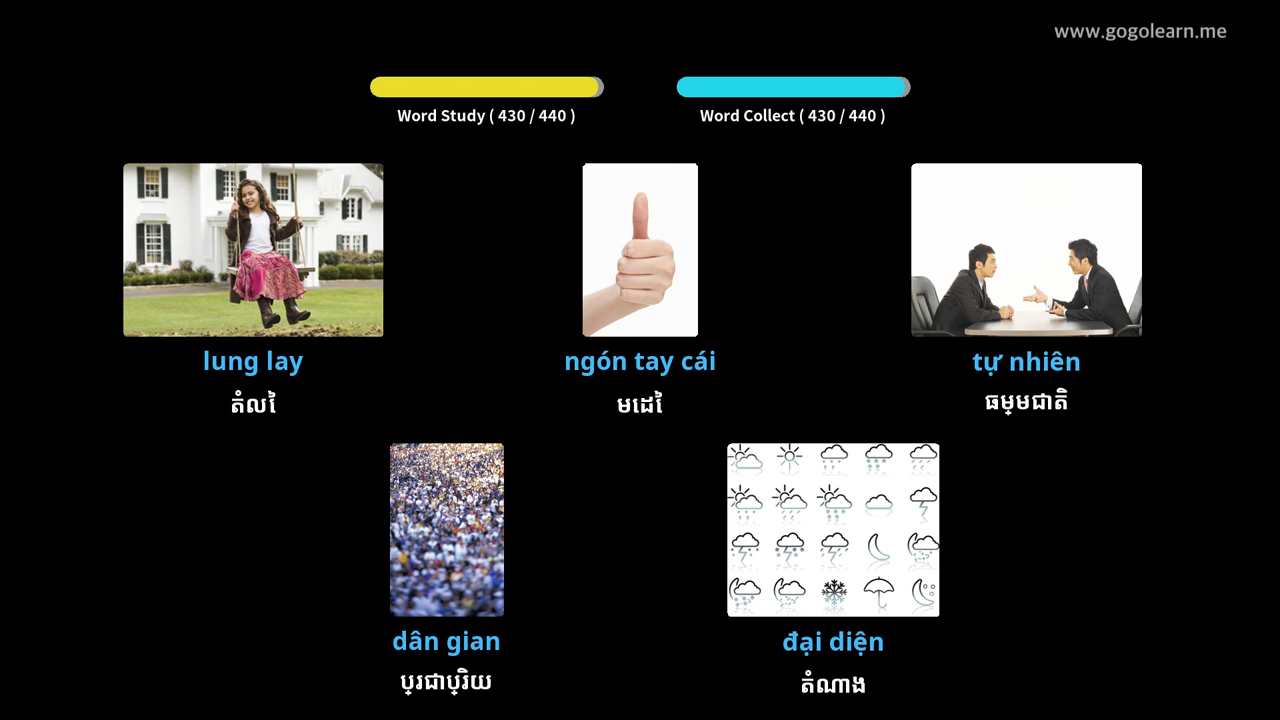 www.gogolearn.me
Word Study ( 430 / 440 )
Word Collect ( 430 / 440 )
lung lay
ngón tay cái
tự nhiên
តំលៃ
មេដៃ
ធម្មជាតិ
dân gian
đại diện
ប្រជាប្រិយ
តំណាង